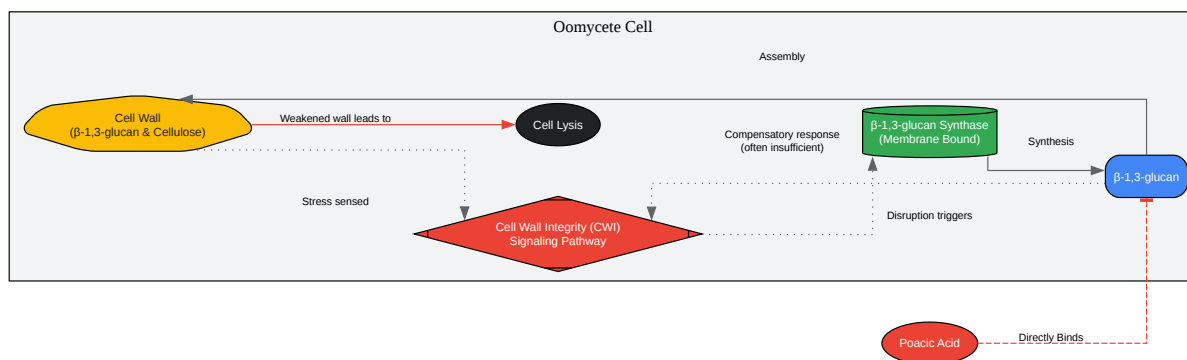 Oomycete Cell
Assembly
Cell Wall
(β-1,3-glucan & Cellulose)
Weakened wall leads to
Cell Lysis
Compensatory response
(often insufficient)
β-1,3-glucan Synthase
(Membrane Bound)
Synthesis
β-1,3-glucan
Stress sensed
Cell Wall Integrity (CWI)
Signaling Pathway
Disruption triggers
Poacic Acid
Directly Binds